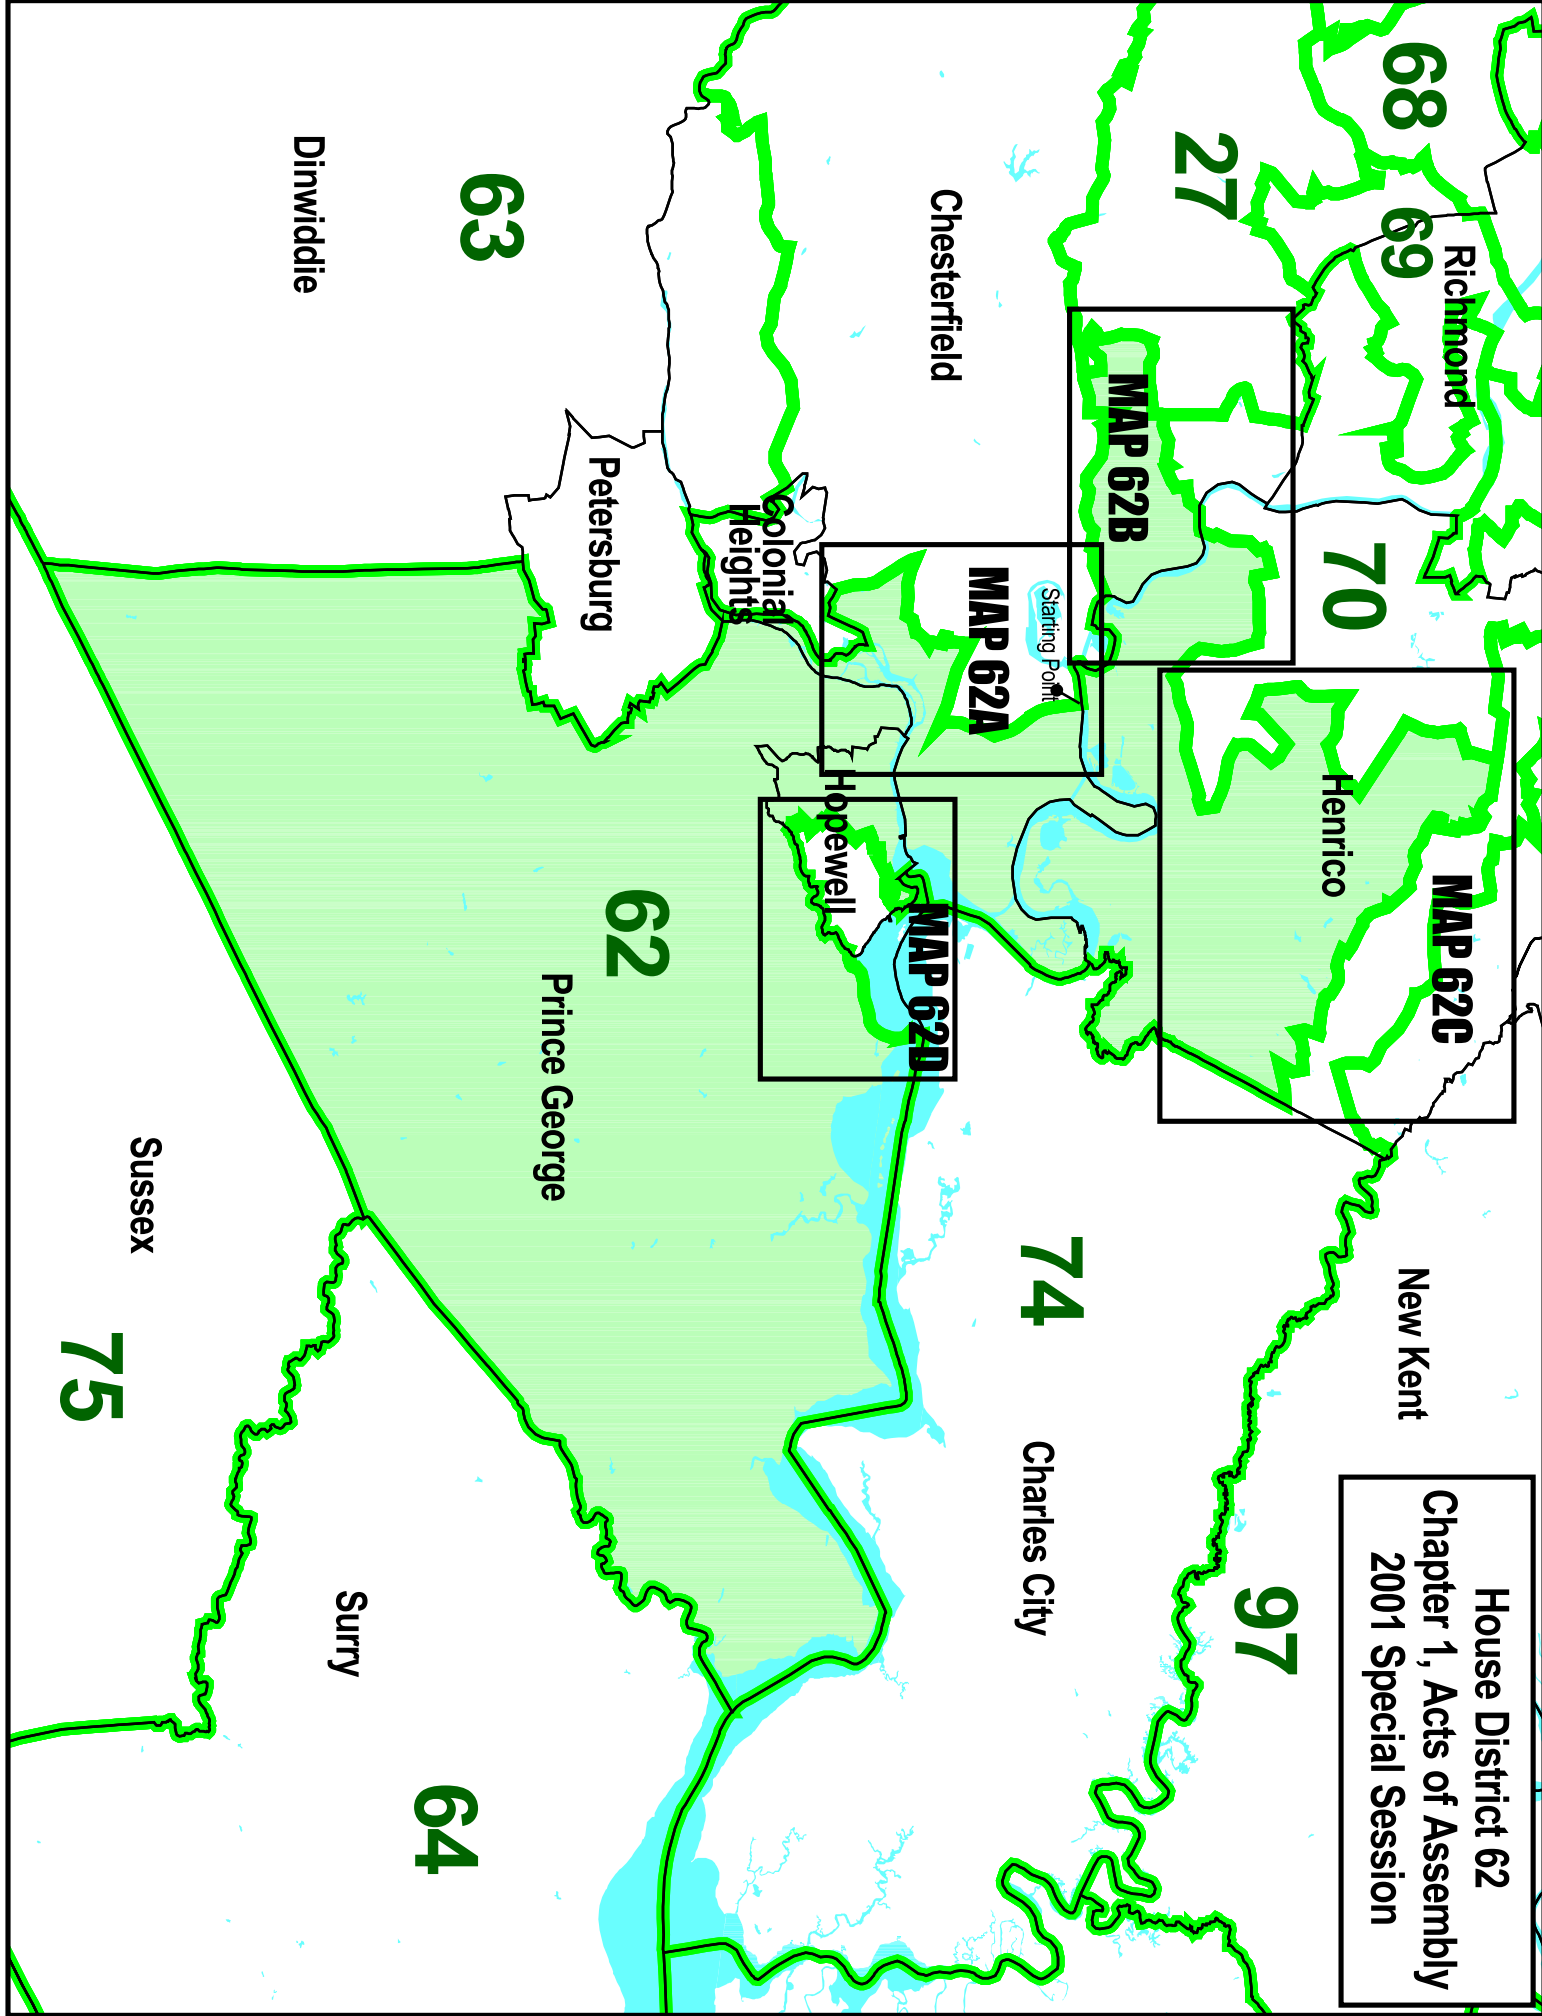 House District 62
Chapter 1, Acts of Assembly
2001 Special Session
68
69
Richmond
27
70
MAP 62B
Chesterfield
Starting Point
MAP 62A
Henrico
MAP 62C
New Kent
97
74
Charles City
MAP 62D
Hopewell
Colonial
Heights
Petersburg
63
Dinwiddie
62
Prince George
Sussex
75
Surry
64